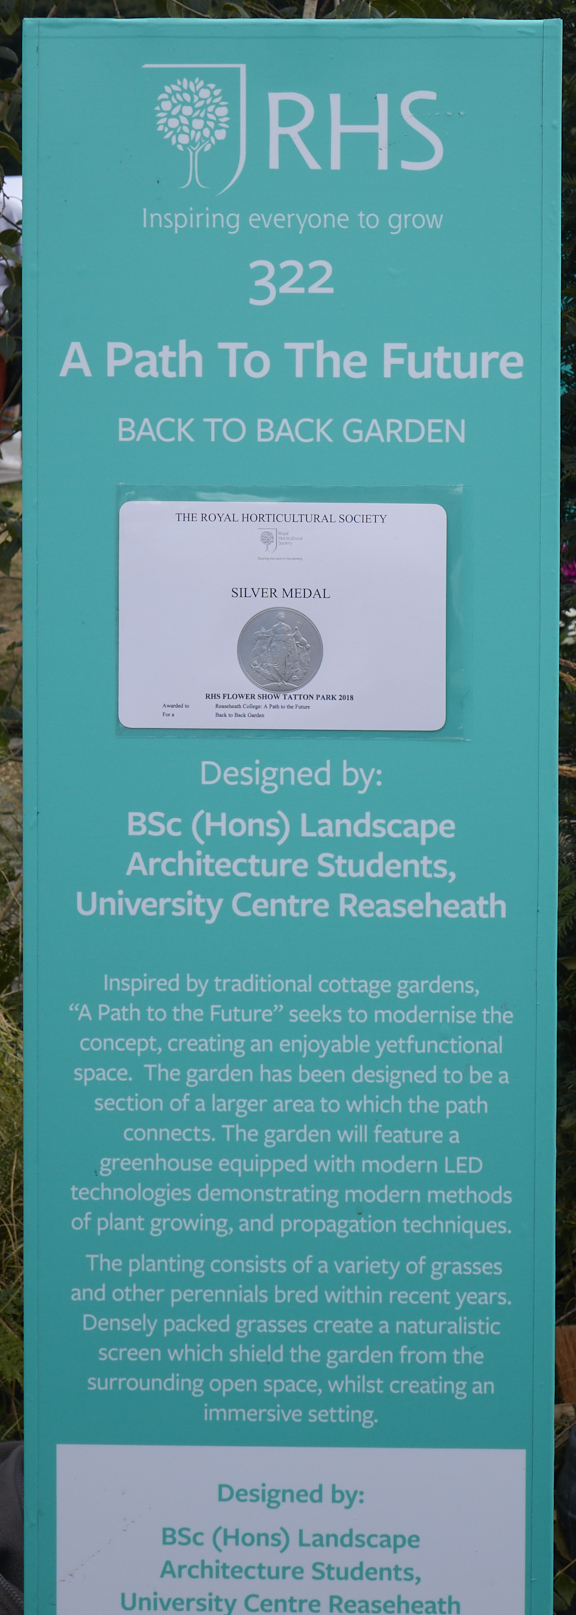 RHS
Inspiring everyone to grow
322
A Path To The Future
BACK TO BACK GARDEN
THE ROYAL HORTICULTURAL SOCIETY
Royal
Horticultural
Society
SILVER MEDAL
RHS FLOWER SHOW TATTON PARK 2018
Awarded to Reaseheath College: A Path to the Future
For a Back to Back Garden
Designed by:
BSc (Hons) Landscape
Architecture Students,
University Centre Reaseheath
Inspired by traditional cottage gardens,
“A Path to the Future” seeks to modernise the
concept, creating an enjoyable yetfunctional
space. The garden has been designed to be a
section of a larger area to which the path
connects. The garden will feature a
greenhouse equipped with modern LED
technologies demonstrating modern methods
of plant growing, and propagation techniques.
The planting consists of a variety of grasses
and other perennials bred within recent years.
Densely packed grasses create a naturalistic
screen which shield the garden from the
surrounding open space, whilst creating an
immersive setting.
Designed by:
BSc (Hons) Landscape
Architecture Students,
University Centre Reaseheath